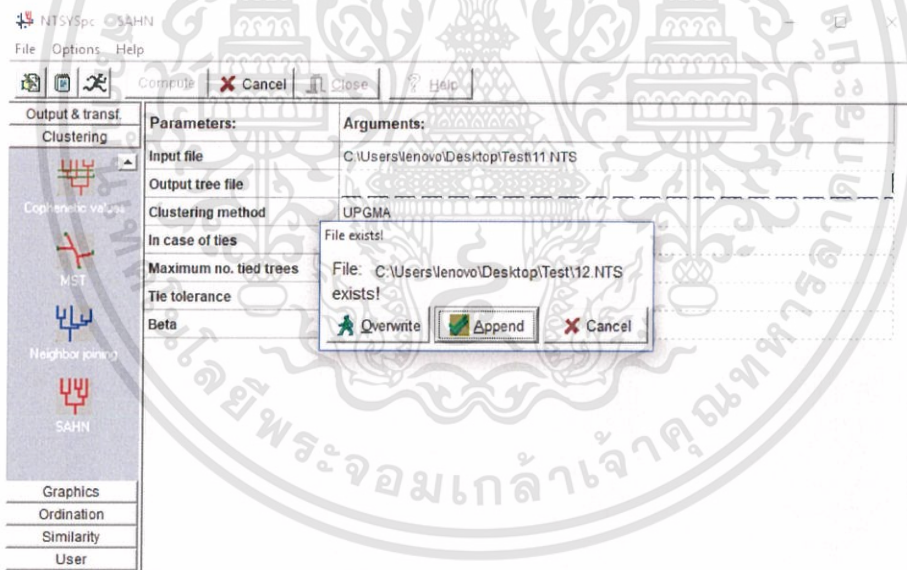 NTSYSpc SAHN
File Options Help
Compute Cancel Close Help
Output & transf.
Clustering
Cophenetic values
MST
Neighbor joining
SAHN
Graphics
Ordination
Similarity
User
Parameters: Arguments:
Input file C:\Users\lenovo\Desktop\Test\11.NTS
Output tree file
Clustering method UPGMA
In case of ties
Maximum no. tied trees
Tie tolerance
Beta
File exists!
File: C:\Users\lenovo\Desktop\Test\12.NTS
exists!
Overwrite Append Cancel